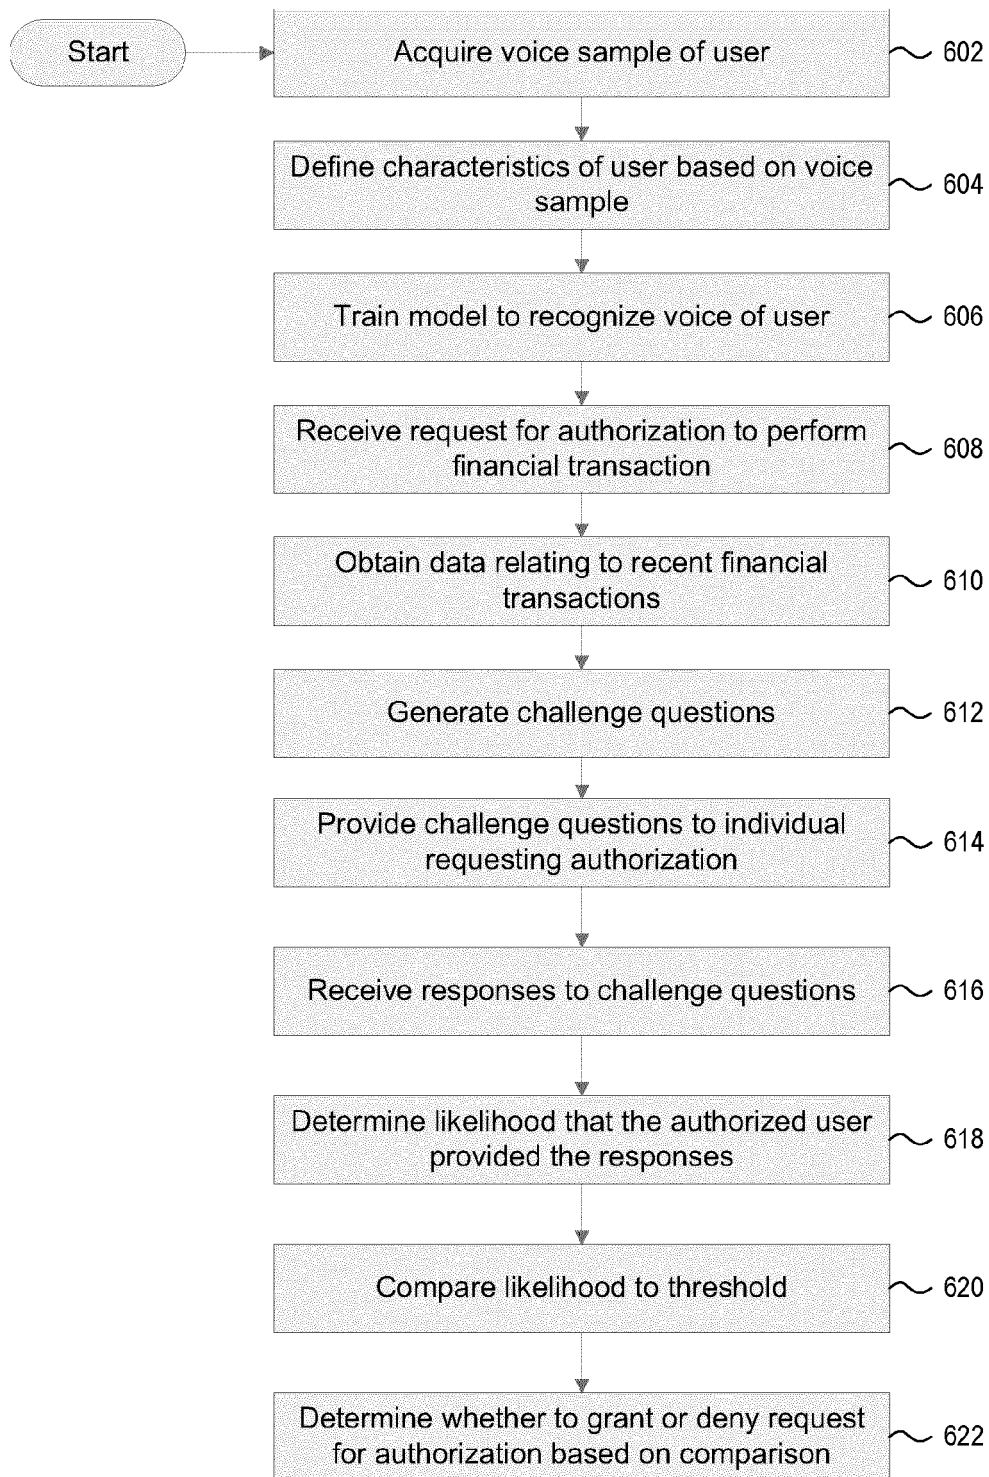 Start
Acquire voice sample of user
602
Define characteristics of user based on voice
sample
604
Train model to recognize voice of user
606
Receive request for authorization to perform
financial transaction
608
Obtain data relating to recent financial
transactions
610
Generate challenge questions
612
Provide challenge questions to individual
requesting authorization
614
Receive responses to challenge questions
616
Determine likelihood that the authorized user
provided the responses
618
Compare likelihood to threshold
620
Determine whether to grant or deny request
for authorization based on comparison
622